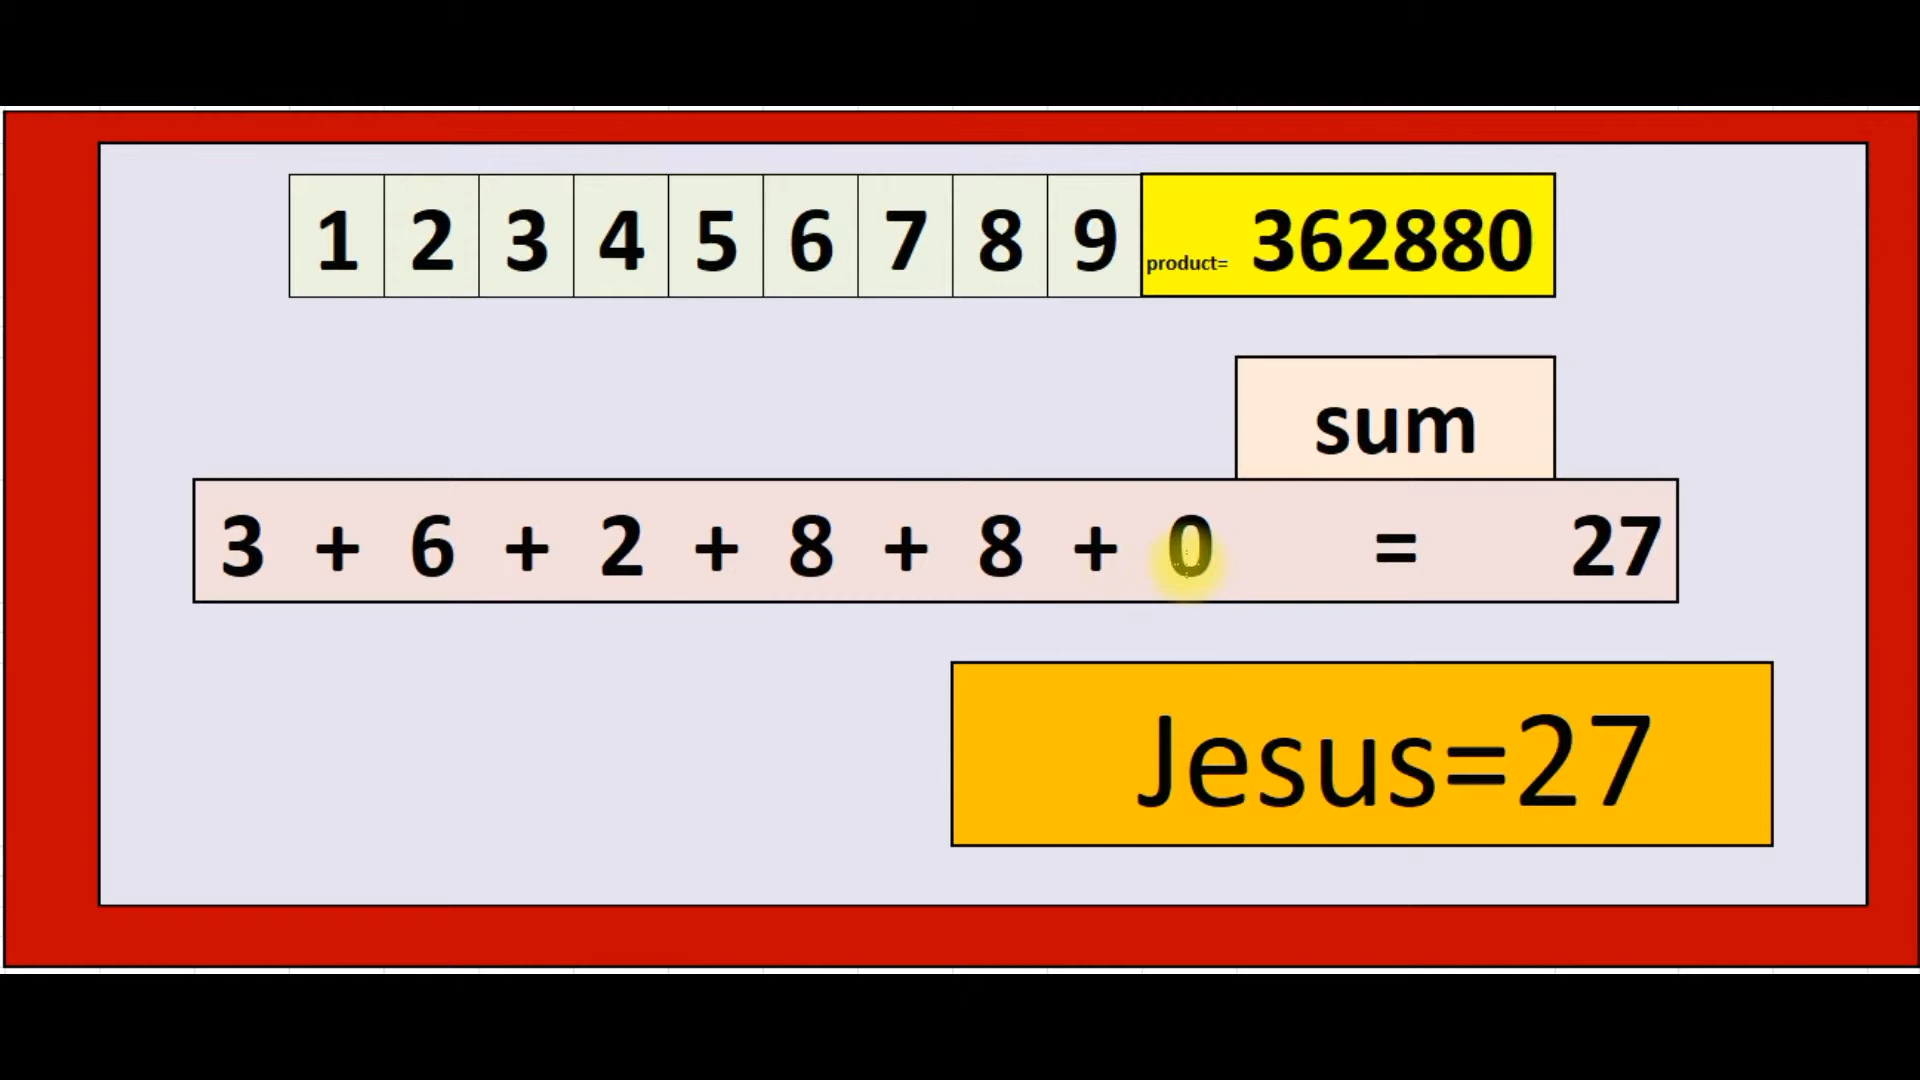 1 2 3 4 5 6 7 8 9 product= 362880
sum
3 + 6 + 2 + 8 + 8 + 0 = 27
Jesus=27